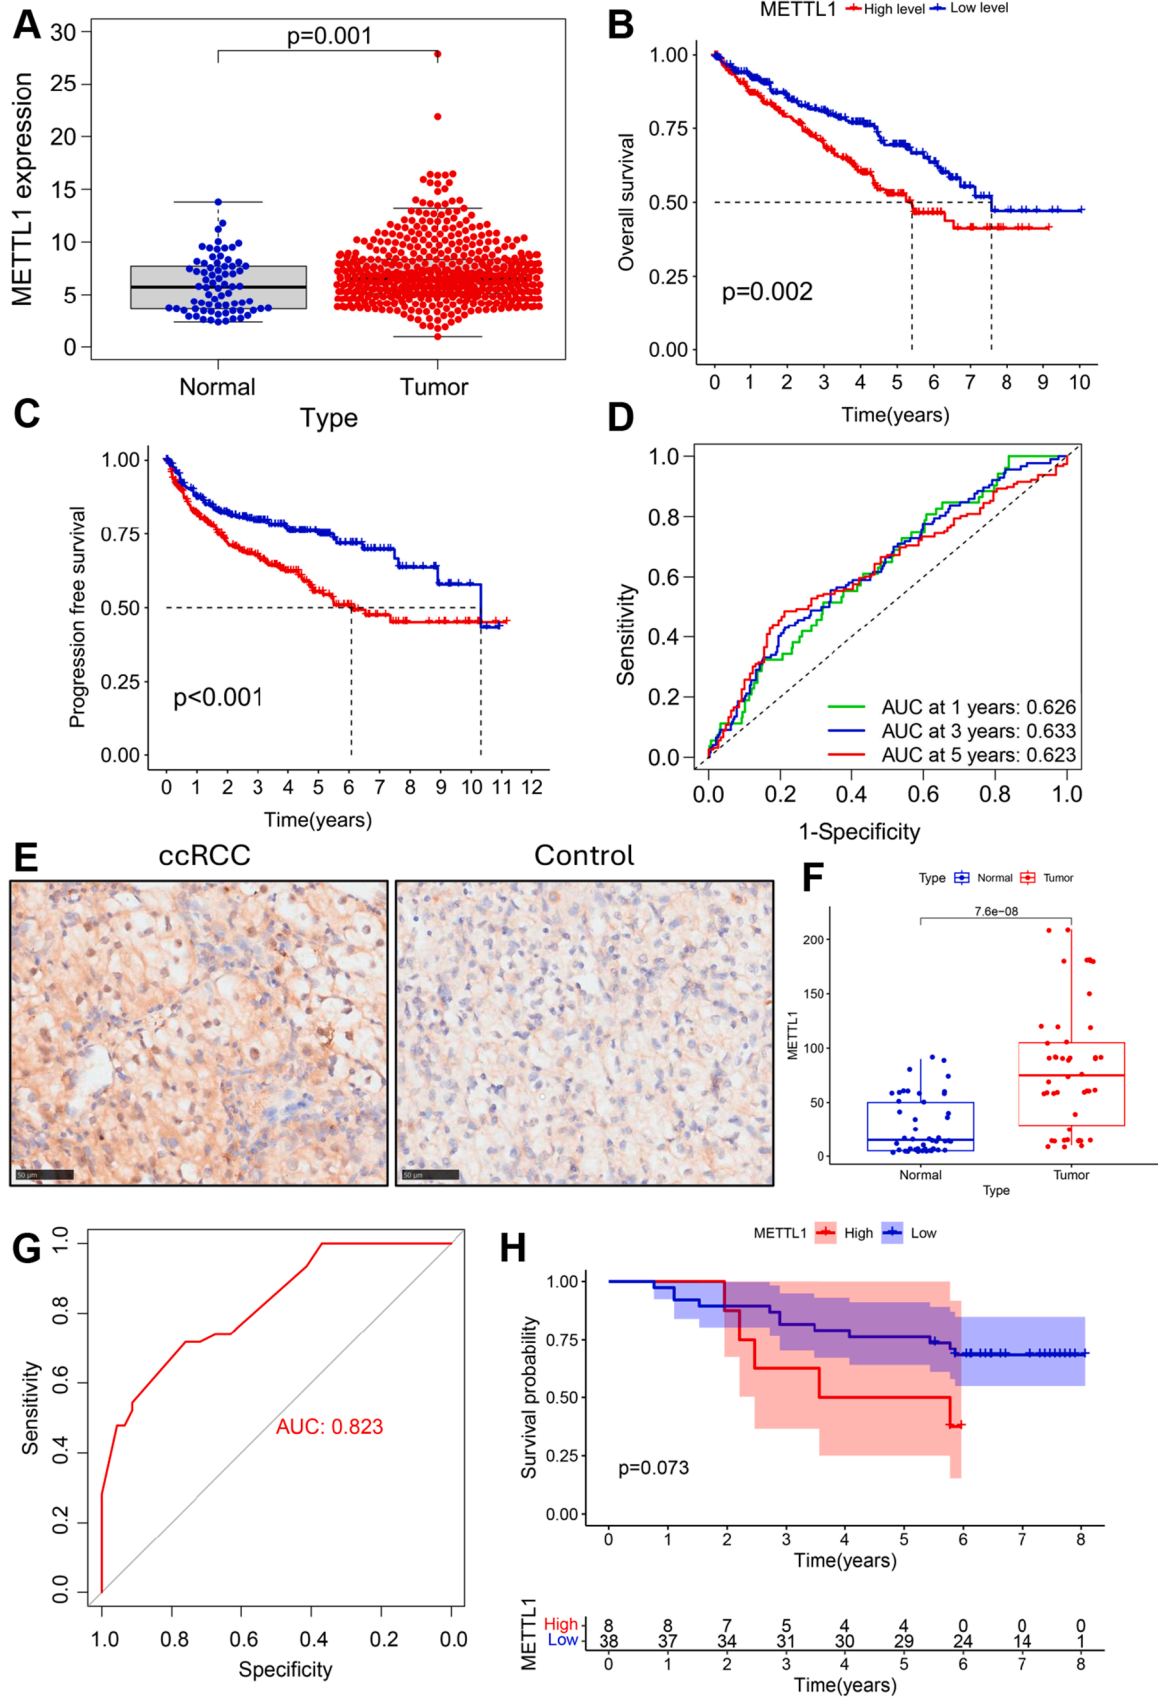 A
30
25
20
15
10
5
0
METTL1 expression
p=0.001
Normal
Tumor
Type
B
METTL1 High level Low level
1.00
0.75
0.50
0.25
0.00
Overall survival
p=0.002
0 1 2 3 4 5 6 7 8 9 10
Time(years)
C
1.00
0.75
0.50
0.25
0.00
Progression free survival
p<0.001
0 1 2 3 4 5 6 7 8 9 10 11 12
Time(years)
D
1.0
0.8
0.6
0.4
0.2
0.0
Sensitivity
AUC at 1 years: 0.626
AUC at 3 years: 0.633
AUC at 5 years: 0.623
0.0 0.2 0.4 0.6 0.8 1.0
1-Specificity
E
ccRCC
Control
50 μm
50 μm
F
Type Normal Tumor
7.6e−08
200
150
100
50
0
METTL1
Normal
Tumor
Type
G
1.0
0.8
0.6
0.4
0.2
0.0
Sensitivity
AUC: 0.823
1.0 0.8 0.6 0.4 0.2 0.0
Specificity
H
METTL1 High Low
1.00
0.75
0.50
0.25
0.00
Survival probability
p=0.073
0 1 2 3 4 5 6 7 8
Time(years)
METTL1
High 8 8 7 5 4 4 0 0 0
Low 38 37 34 31 30 29 24 14 1
0 1 2 3 4 5 6 7 8
Time(years)